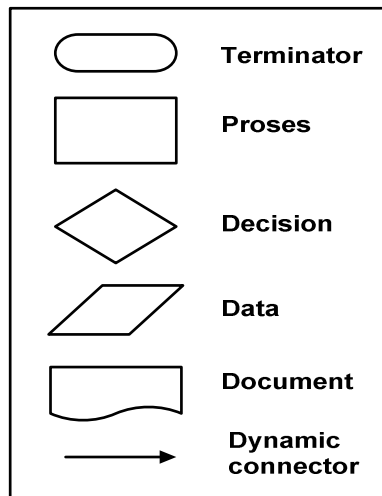 Terminator
Proses
Decision
Data
Document
Dynamic
connector